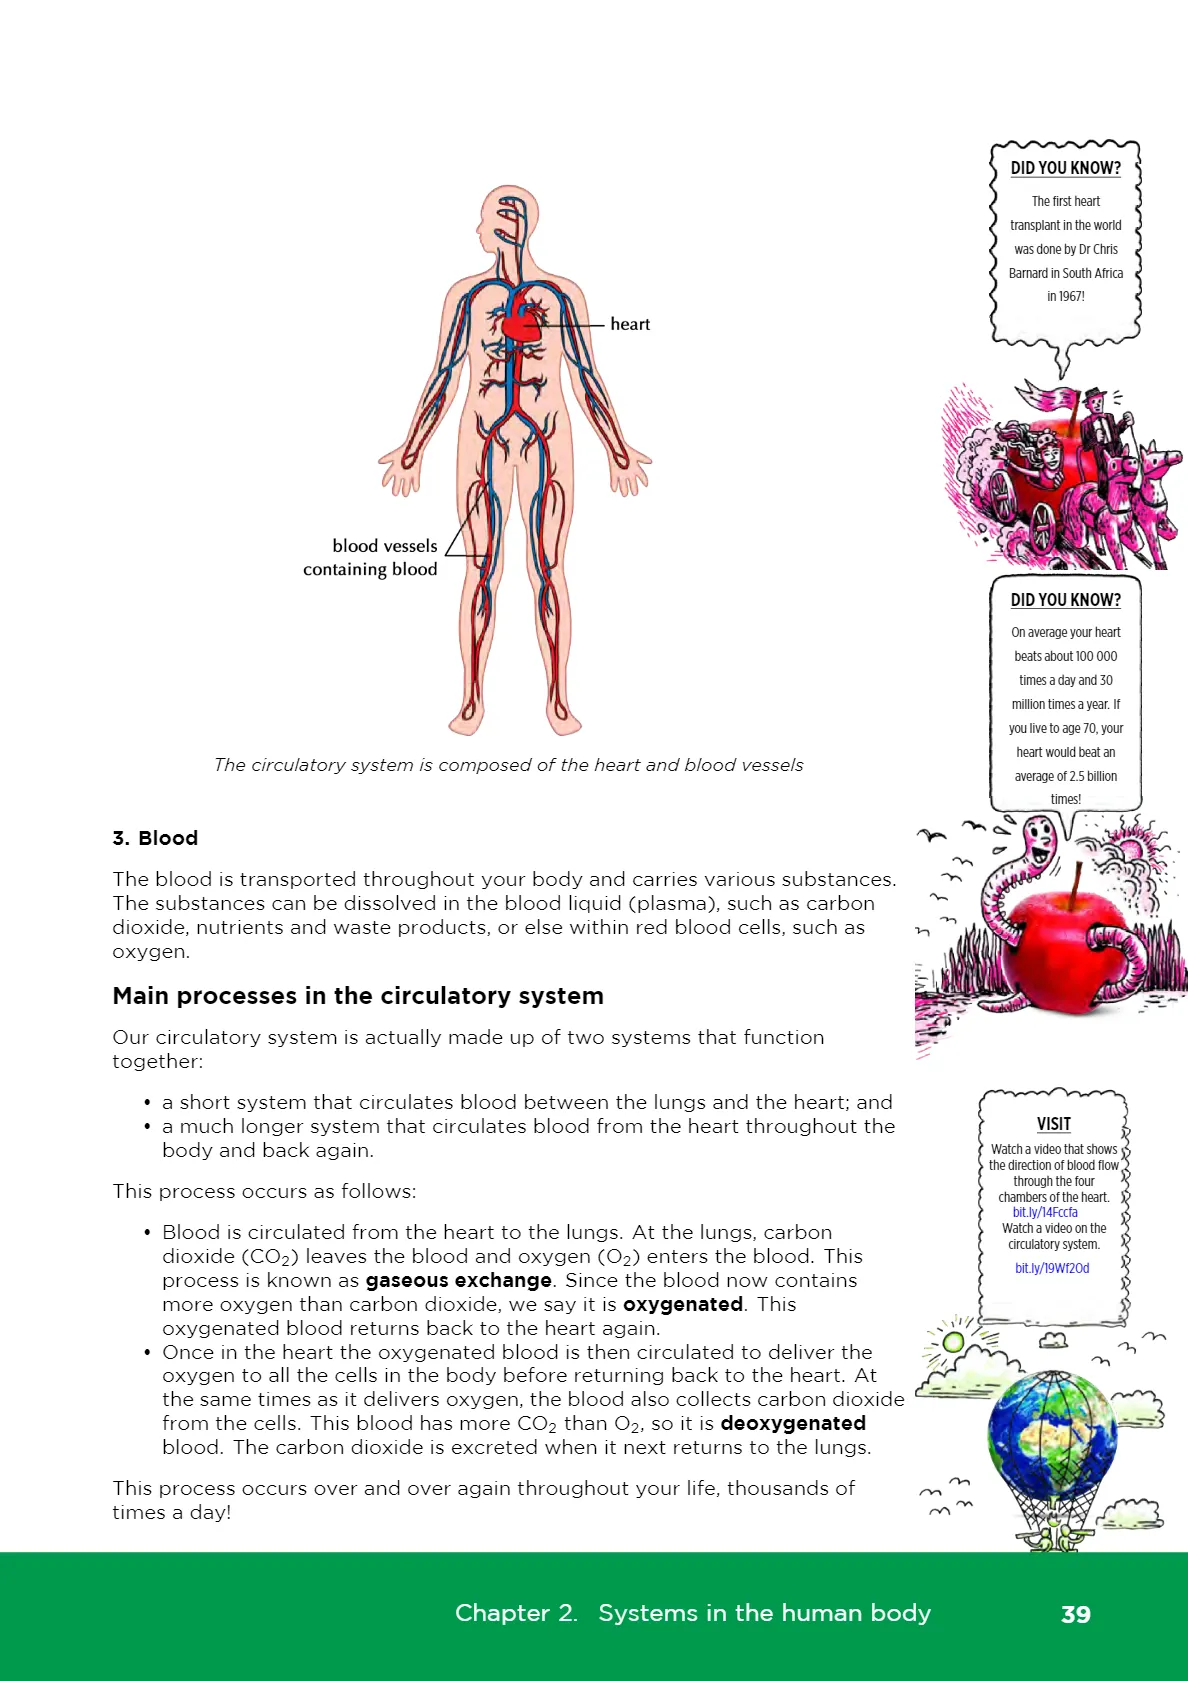 heart
blood vessels
containing blood
The circulatory system is composed of the heart and blood vessels
3. Blood
The blood is transported throughout your body and carries various substances.
The substances can be dissolved in the blood liquid (plasma), such as carbon
dioxide, nutrients and waste products, or else within red blood cells, such as
oxygen.
Main processes in the circulatory system
Our circulatory system is actually made up of two systems that function
together:
• a short system that circulates blood between the lungs and the heart; and
• a much longer system that circulates blood from the heart throughout the
body and back again.
This process occurs as follows:
• Blood is circulated from the heart to the lungs. At the lungs, carbon
dioxide (CO₂) leaves the blood and oxygen (O₂) enters the blood. This
process is known as gaseous exchange. Since the blood now contains
more oxygen than carbon dioxide, we say it is oxygenated. This
oxygenated blood returns back to the heart again.
• Once in the heart the oxygenated blood is then circulated to deliver the
oxygen to all the cells in the body before returning back to the heart. At
the same times as it delivers oxygen, the blood also collects carbon dioxide
from the cells. This blood has more CO₂ than O₂, so it is deoxygenated
blood. The carbon dioxide is excreted when it next returns to the lungs.
This process occurs over and over again throughout your life, thousands of
times a day!
DID YOU KNOW?
The first heart
transplant in the world
was done by Dr Chris
Barnard in South Africa
in 1967!
DID YOU KNOW?
On average your heart
beats about 100 000
times a day and 30
million times a year. If
you live to age 70, your
heart would beat an
average of 2.5 billion
times!
VISIT
Watch a video that shows
the direction of blood flow
through the four
chambers of the heart.
bit.ly/14Fccfa
Watch a video on the
circulatory system.
bit.ly/19Wf2Od
Chapter 2. Systems in the human body
39